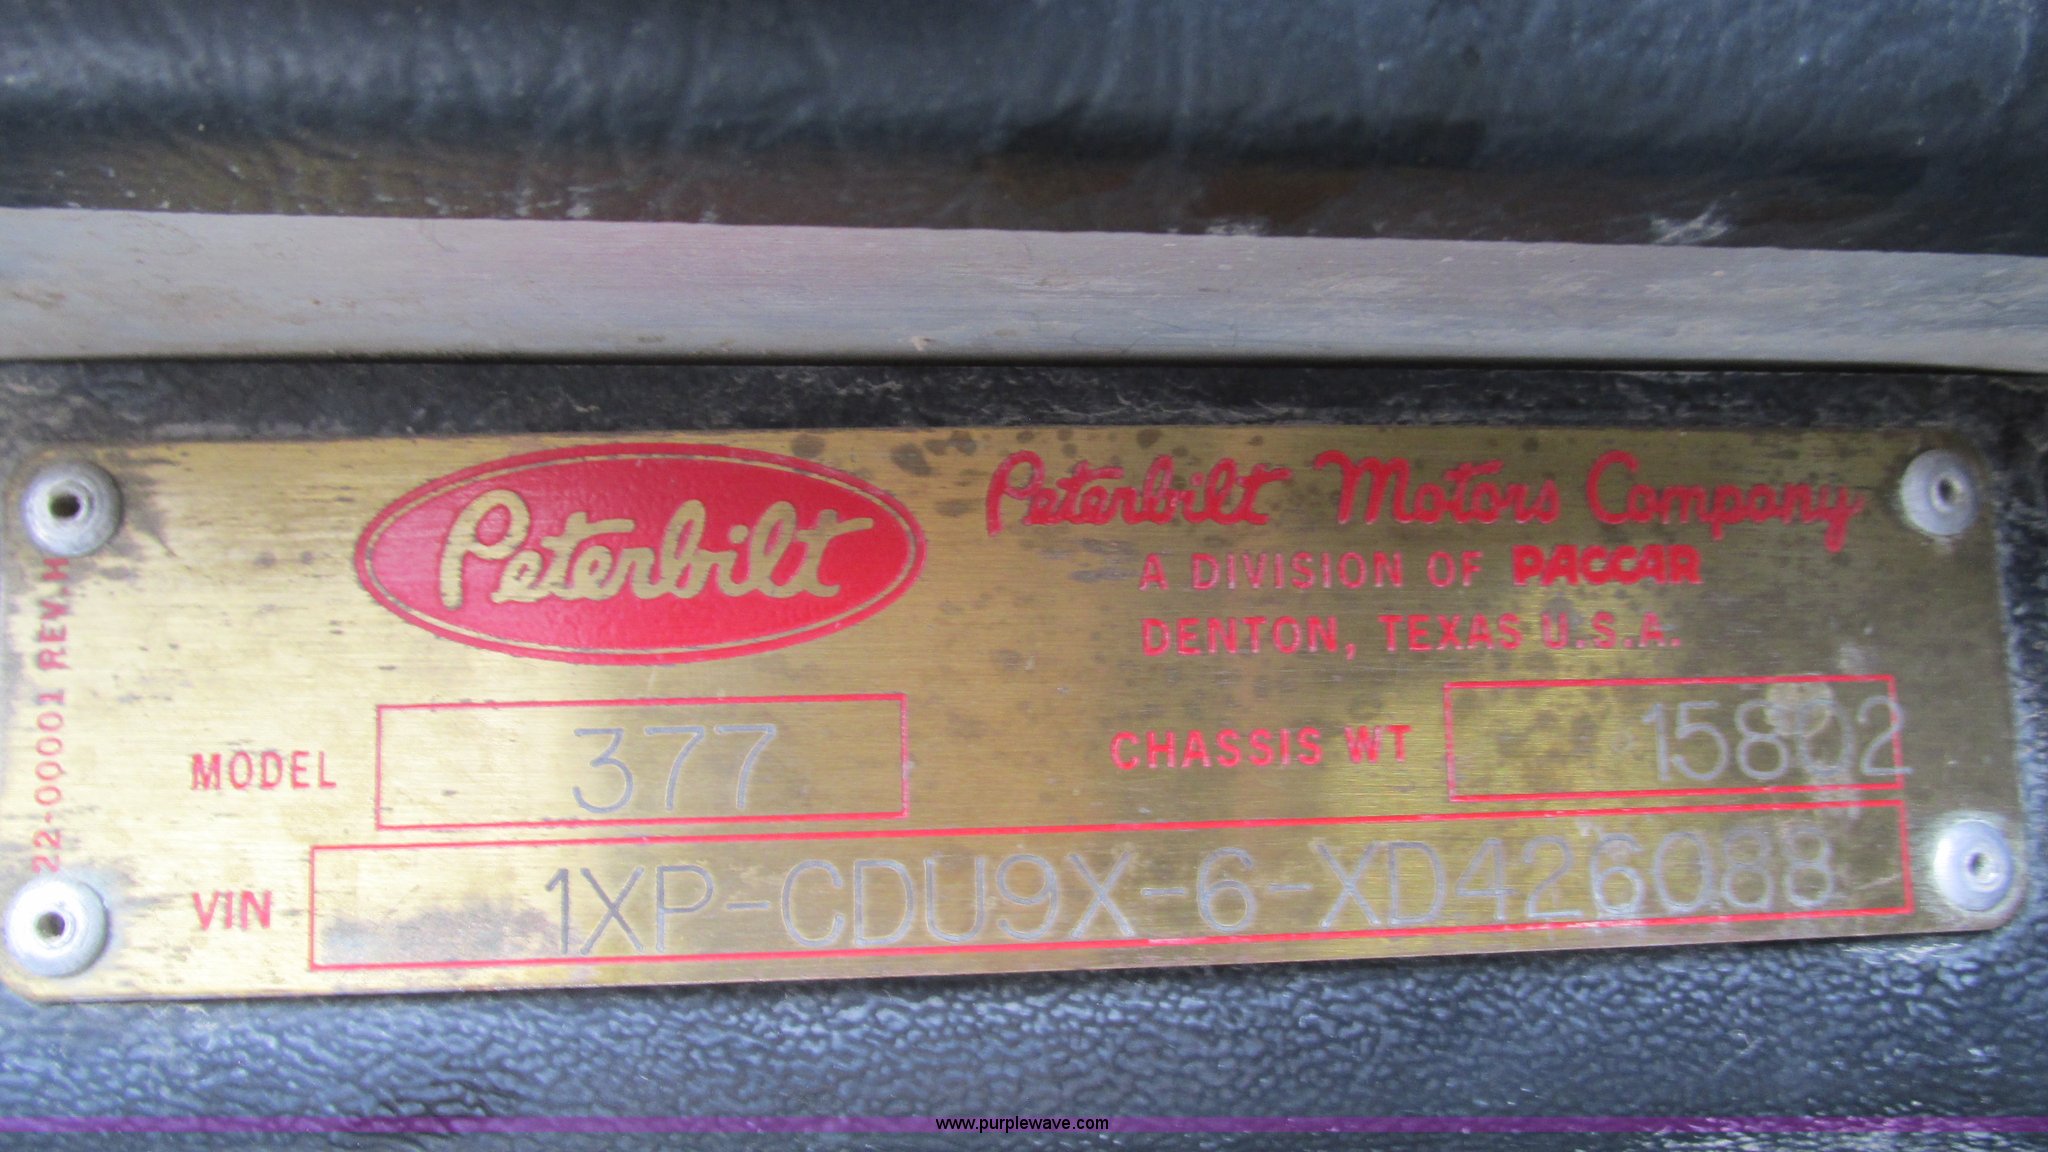 Peterbilt
Peterbilt Motors Company
A DIVISION OF PACCAR
DENTON, TEXAS U.S.A.
MODEL 377
CHASSIS WT 15802
VIN 1XP-CDU9X-6-XD426088
22-00001 REV.H
www.purplewave.com